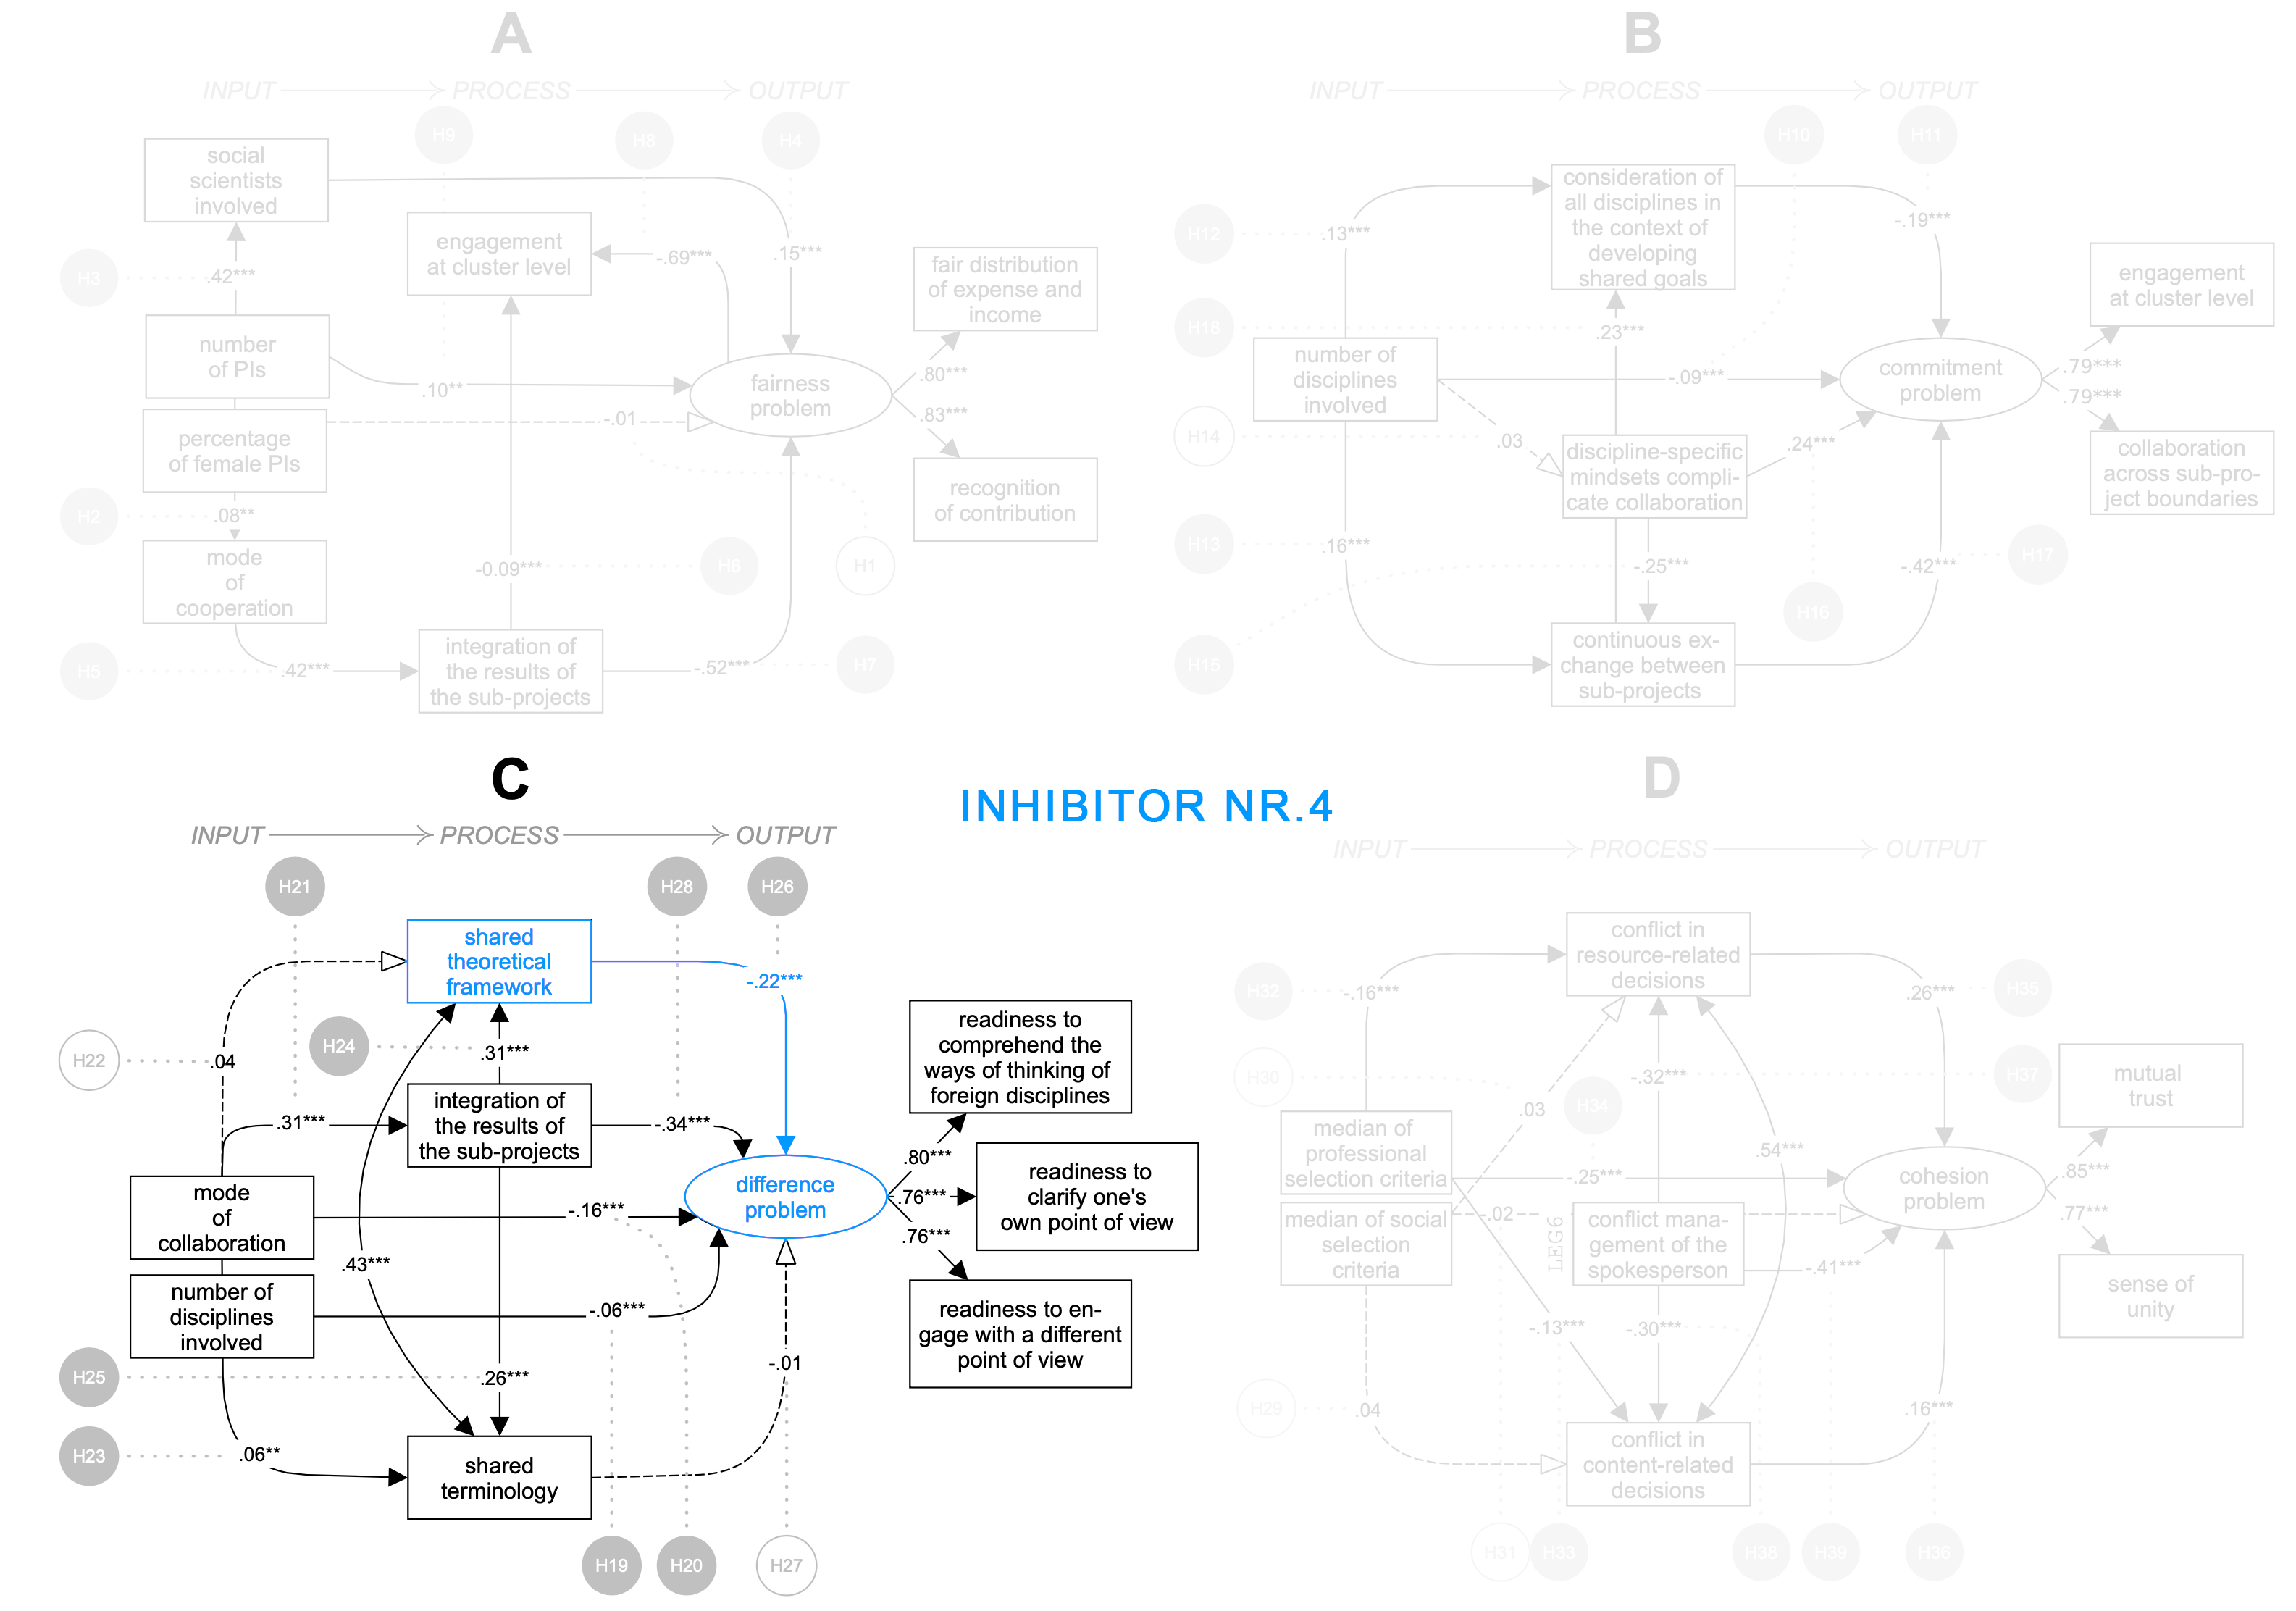 A
INPUT
PROCESS
OUTPUT
H9
H8
H4
social
scientists
involved
engagement
at cluster level
-.69***
.15***
fair distribution
of expense and
income
H3
.42***
number
of PIs
.10**
fairness
problem
.80***
.83***
percentage
of female PIs
-.01
recognition
of contribution
H2
.08**
mode
of
cooperation
-0.09***
H6
H1
H5
.42***
integration of
the results of
the sub-projects
-.52***
H7
B
INPUT
PROCESS
OUTPUT
H10
H11
consideration of
all disciplines in
the context of
developing
shared goals
H12
.13***
-.19***
engagement
at cluster level
H18
.23***
number of
disciplines
involved
-.09***
commitment
problem
.79***
.79***
H14
.03
discipline-specific
mindsets compli-
cate collaboration
.24***
collaboration
across sub-pro-
ject boundaries
H13
.16***
-.25***
-.42***
H17
H16
H15
continuous ex-
change between
sub-projects
C
INPUT
PROCESS
OUTPUT
INHIBITOR NR.4
H21
H28
H26
shared
theoretical
framework
-.22***
H24
.31***
H22
.04
readiness to
comprehend the
ways of thinking of
foreign disciplines
.31***
integration of
the results of
the sub-projects
-.34***
.80***
mode
of
collaboration
-.16***
difference
problem
.76***
readiness to
clarify one's
own point of view
.76***
.43***
number of
disciplines
involved
-.06***
readiness to en-
gage with a different
point of view
-.01
H25
.26***
H23
.06**
shared
terminology
H19
H20
H27
D
INPUT
PROCESS
OUTPUT
conflict in
resource-related
decisions
H32
-.16***
.26***
H35
H30
-.32***
H37
mutual
trust
.03
H34
median of
professional
selection criteria
.54***
-.25***
cohesion
problem
.85***
.77***
median of social
selection
criteria
-.02
LEG6
conflict mana-
gement of the
spokesperson
-.41***
sense of
unity
-.13***
-.30***
H29
.04
.16***
conflict in
content-related
decisions
H31
H33
H38
H39
H36